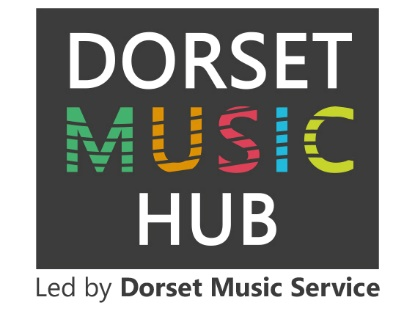 DORSET
MUSIC
HUB
Led by Dorset Music Service